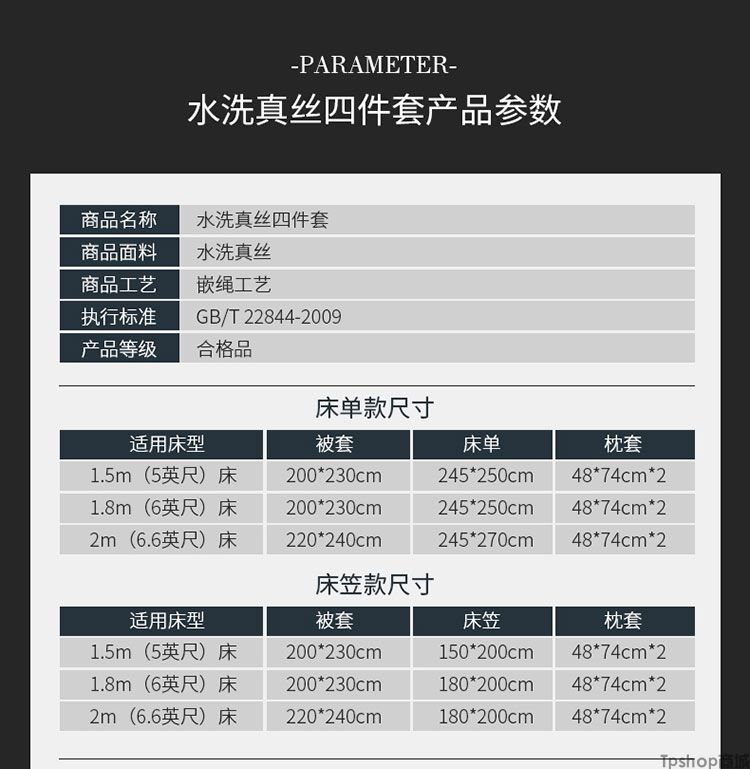 -PARAMETER-
水洗真丝四件套产品参数
商品名称 水洗真丝四件套
商品面料 水洗真丝
商品工艺 嵌绳工艺
执行标准 GB/T 22844-2009
产品等级 合格品
床单款尺寸
适用床型 被套 床单 枕套
1.5m（5英尺）床 200*230cm 245*250cm 48*74cm*2
1.8m（6英尺）床 200*230cm 245*250cm 48*74cm*2
2m（6.6英尺）床 220*240cm 245*270cm 48*74cm*2
床笠款尺寸
适用床型 被套 床笠 枕套
1.5m（5英尺）床 200*230cm 150*200cm 48*74cm*2
1.8m（6英尺）床 200*230cm 180*200cm 48*74cm*2
2m（6.6英尺）床 220*240cm 180*200cm 48*74cm*2
Tpshop商城